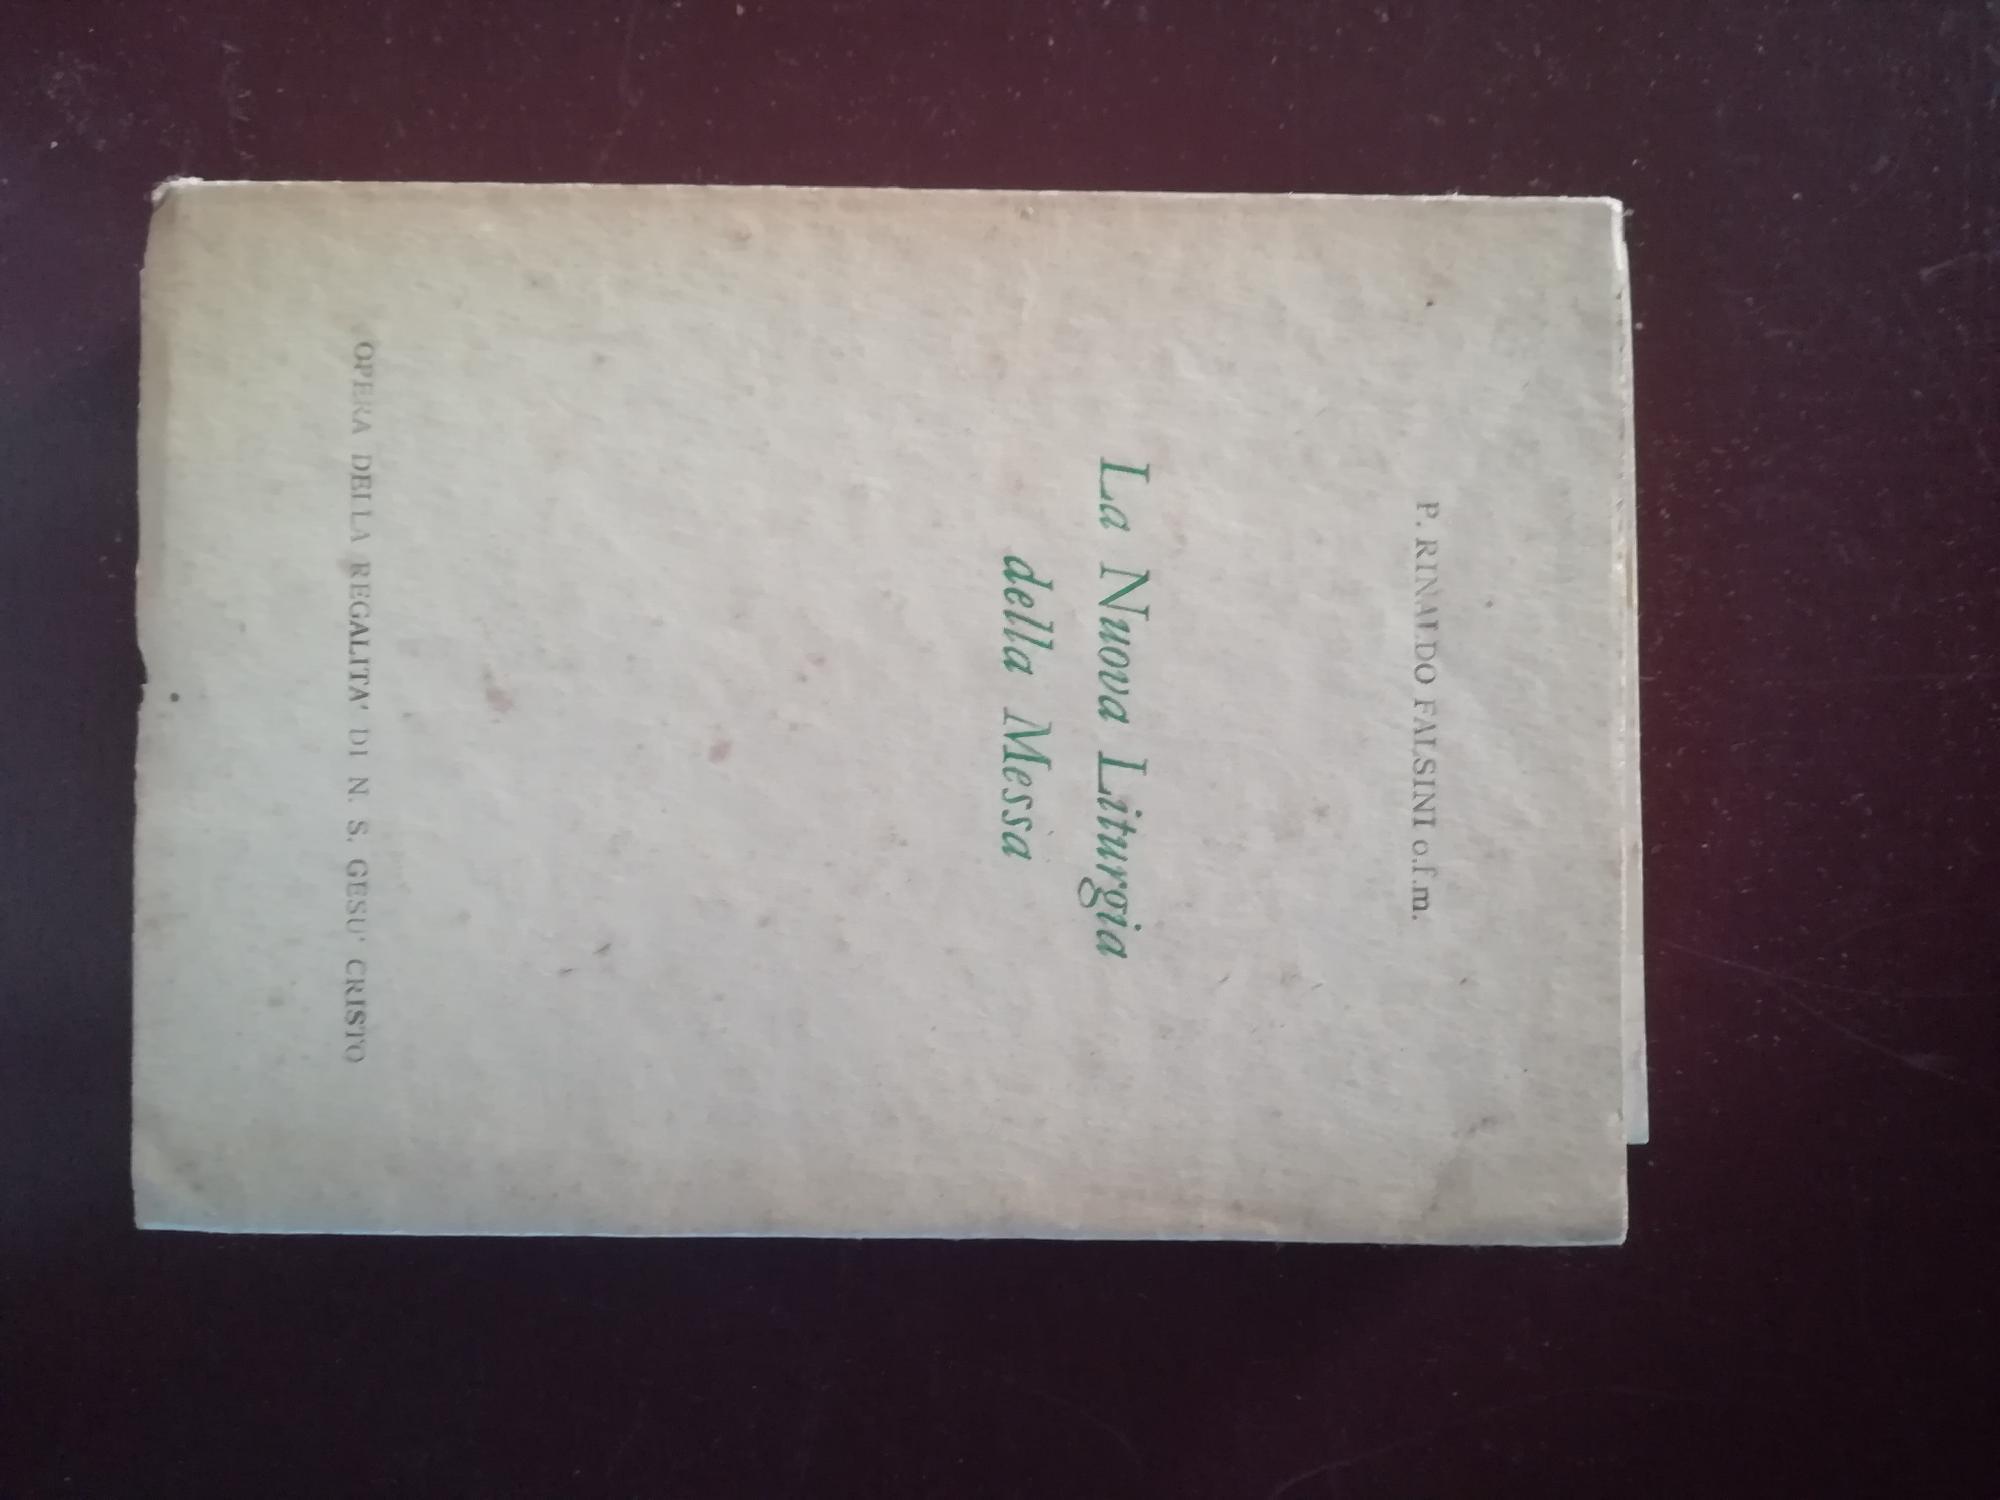 P. RINALDO FALSINI o.f.m.
La Nuova Liturgia
della Messa
OPERA DELLA REGALITA' DI N. S. GESU' CRISTO